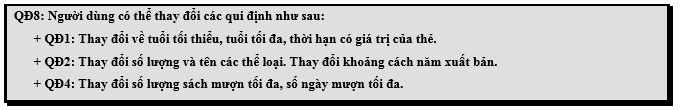 QĐ8: Người dùng có thể thay đổi các qui định như sau:
+ QĐ1: Thay đổi về tuổi tối thiểu, tuổi tối đa, thời hạn có giá trị của thẻ.
+ QĐ2: Thay đổi số lượng và tên các thể loại. Thay đổi khoảng cách năm xuất bản.
+ QĐ4: Thay đổi số lượng sách mượn tối đa, số ngày mượn tối đa.